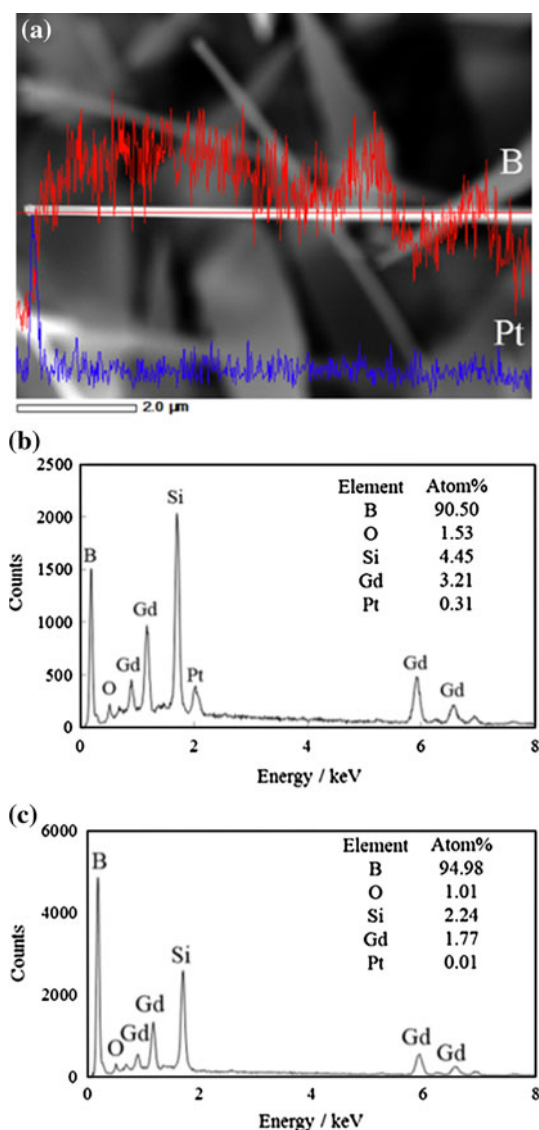 (a)
B
Pt
2.0 µm
(b)
2500
2000
1500
1000
500
0
Counts
B
O
Gd
Gd
Si
Pt
Gd
Gd
Element Atom%
B 90.50
O 1.53
Si 4.45
Gd 3.21
Pt 0.31
0 2 4 6 8
Energy / keV
(c)
6000
4000
2000
0
Counts
B
O
Gd
Gd
Si
Gd
Gd
Element Atom%
B 94.98
O 1.01
Si 2.24
Gd 1.77
Pt 0.01
0 2 4 6 8
Energy / keV